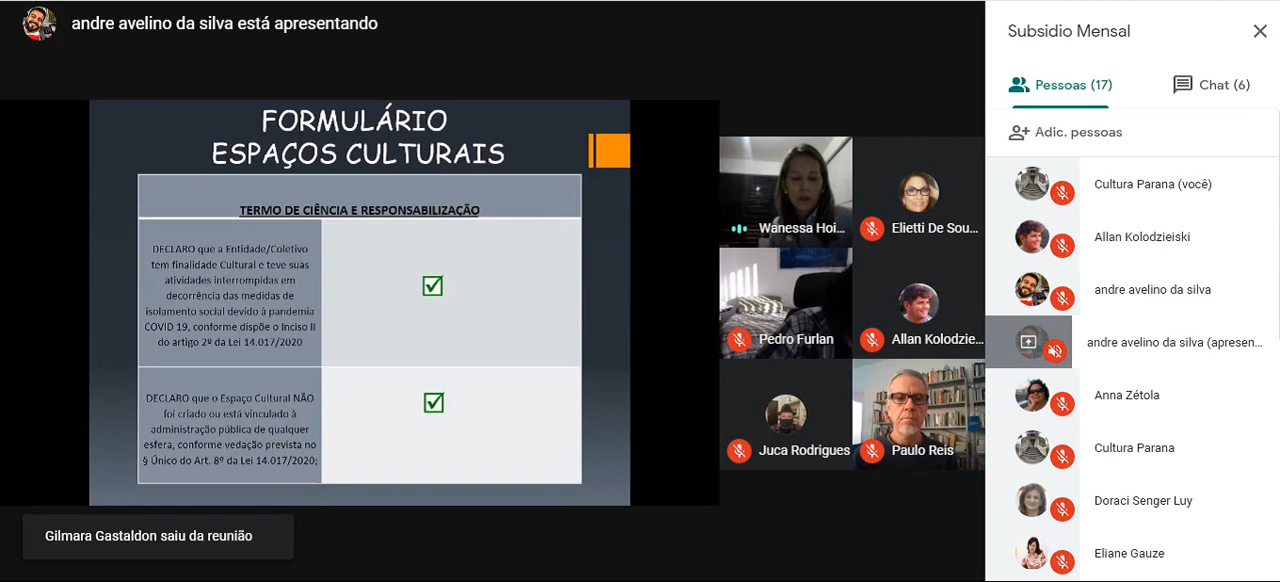 andre avelino da silva está apresentando
FORMULÁRIO
ESPAÇOS CULTURAIS
TERMO DE CIÊNCIA E RESPONSABILIZAÇÃO
DECLARO que a Entidade/Coletivo
tem finalidade Cultural e teve suas
atividades interrompidas em
decorrência das medidas de
isolamento social devido à pandemia
COVID 19, conforme dispõe o Inciso II
do artigo 2º da Lei 14.017/2020
DECLARO que o Espaço Cultural NÃO
foi criado ou está vinculado à
administração pública de qualquer
esfera, conforme vedação prevista no
§ Único do Art. 8º da Lei 14.017/2020;
Gilmara Gastaldon saiu da reunião
Wanessa Hoi...
Elietti De Sou...
Pedro Furlan
Allan Kolodzie...
Juca Rodrigues
Paulo Reis
Subsidio Mensal
Pessoas (17)
Chat (6)
Adic. pessoas
Cultura Parana (você)
Allan Kolodzieiski
andre avelino da silva
andre avelino da silva (apresen...
Anna Zétola
Cultura Parana
Doraci Senger Luy
Eliane Gauze